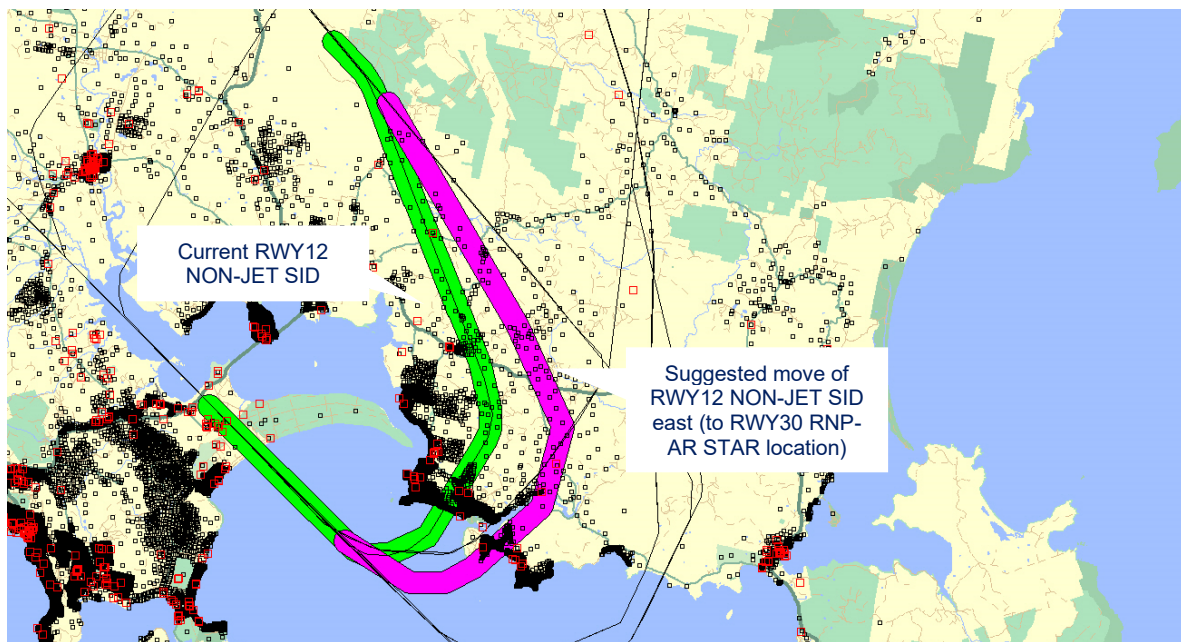 Current RWY12
NON-JET SID
Suggested move of
RWY12 NON-JET SID
east (to RWY30 RNP-
AR STAR location)